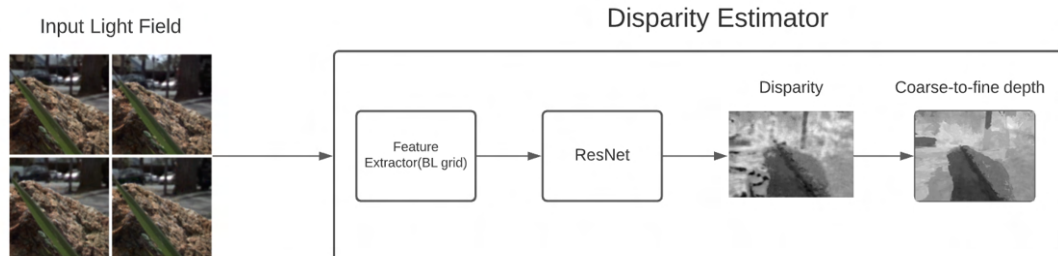 Input Light Field
Disparity Estimator
Feature
Extractor(BL grid)
ResNet
Disparity
Coarse-to-fine depth